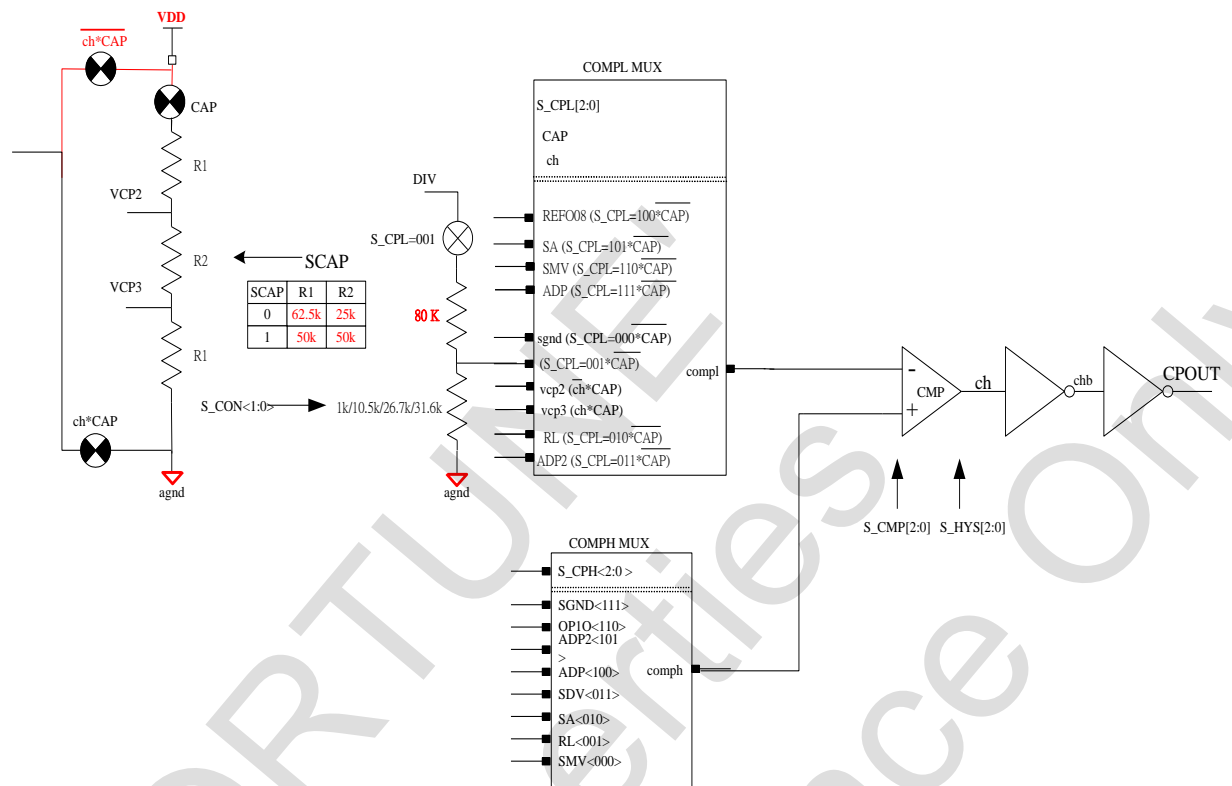 VDD
ch*CAP
CAP
R1
VCP2
R2
VCP3
R1
ch*CAP
agnd
SCAP
SCAP R1 R2
0 62.5k 25k
1 50k 50k
DIV
S_CPL=001
80 K
S_CON<1:0>
1k/10.5k/26.7k/31.6k
agnd
COMPL MUX
S_CPL[2:0]
CAP
ch
REFO08 (S_CPL=100*CAP)
SA (S_CPL=101*CAP)
SMV (S_CPL=110*CAP)
ADP (S_CPL=111*CAP)
sgnd (S_CPL=000*CAP)
(S_CPL=001*CAP)
compl
vcp2 (ch*CAP)
vcp3 (ch*CAP)
RL (S_CPL=010*CAP)
ADP2 (S_CPL=011*CAP)
-
CMP
+
ch
chb
CPOUT
S_CMP[2:0] S_HYS[2:0]
COMPH MUX
S_CPH<2:0 >
SGND<111>
OP1O<110>
ADP2<101
>
ADP<100>
comph
SDV<011>
SA<010>
RL<001>
SMV<000>
ORTUNE'
erties
ce Only